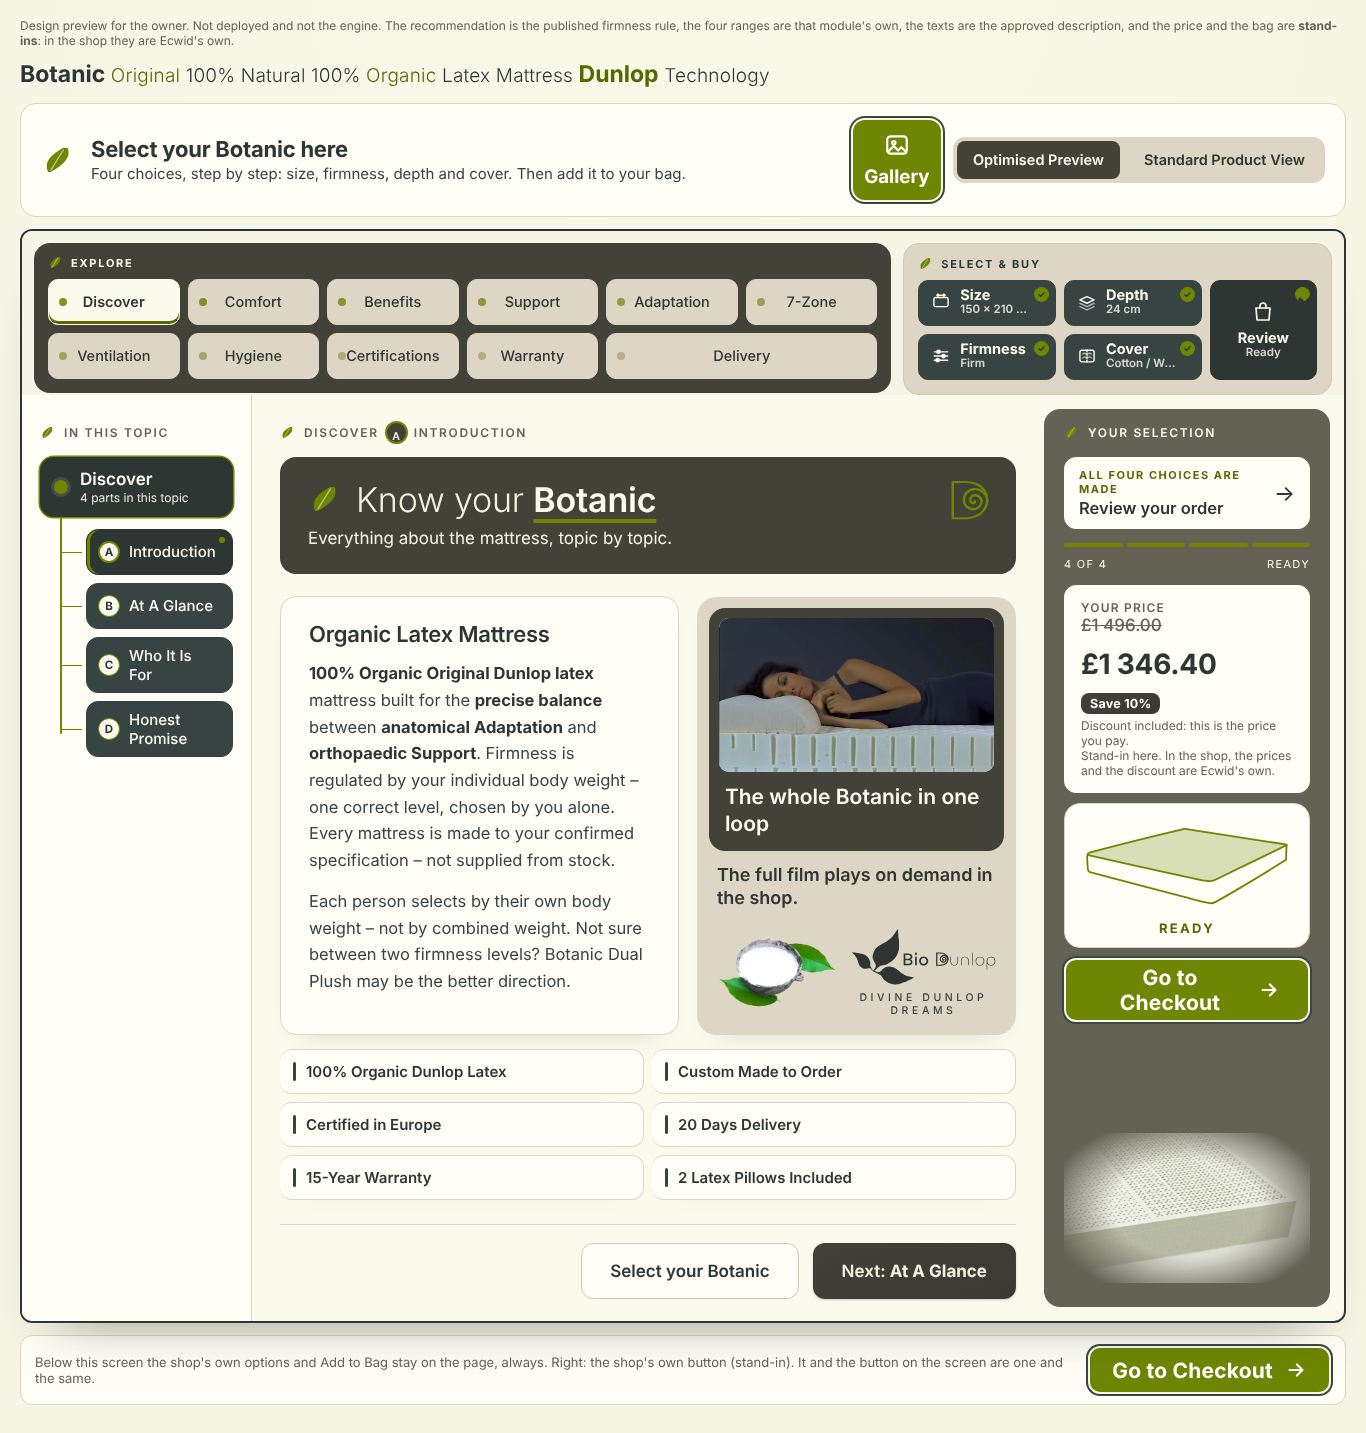 Design preview for the owner. Not deployed and not the engine. The recommendation is the published firmness rule, the four ranges are that module's own, the texts are the approved description, and the price and the bag are stand-
ins: in the shop they are Ecwid's own.
Botanic Original 100% Natural 100% Organic Latex Mattress Dunlop Technology
Select your Botanic here
Four choices, step by step: size, firmness, depth and cover. Then add it to your bag.
Gallery
Optimised Preview
Standard Product View
EXPLORE
Discover
Comfort
Benefits
Support
Adaptation
7-Zone
Ventilation
Hygiene
Certifications
Warranty
Delivery
SELECT & BUY
Size
150 × 210 ...
Depth
24 cm
Firmness
Firm
Cover
Cotton / W...
Review
Ready
IN THIS TOPIC
Discover
4 parts in this topic
A Introduction
B At A Glance
C Who It Is
For
D Honest
Promise
DISCOVER A INTRODUCTION
Know your Botanic
Everything about the mattress, topic by topic.
Organic Latex Mattress
100% Organic Original Dunlop latex
mattress built for the precise balance
between anatomical Adaptation and
orthopaedic Support. Firmness is
regulated by your individual body weight –
one correct level, chosen by you alone.
Every mattress is made to your confirmed
specification – not supplied from stock.
Each person selects by their own body
weight – not by combined weight. Not sure
between two firmness levels? Botanic Dual
Plush may be the better direction.
The whole Botanic in one
loop
The full film plays on demand in
the shop.
Bio Dunlop
DIVINE DUNLOP
DREAMS
100% Organic Dunlop Latex
Custom Made to Order
Certified in Europe
20 Days Delivery
15-Year Warranty
2 Latex Pillows Included
Select your Botanic
Next: At A Glance
YOUR SELECTION
ALL FOUR CHOICES ARE
MADE
Review your order
4 OF 4
READY
YOUR PRICE
£1 496.00
£1 346.40
Save 10%
Discount included: this is the price
you pay.
Stand-in here. In the shop, the prices
and the discount are Ecwid's own.
READY
Go to
Checkout
Below this screen the shop's own options and Add to Bag stay on the page, always. Right: the shop's own button (stand-in). It and the button on the screen are one and
the same.
Go to Checkout